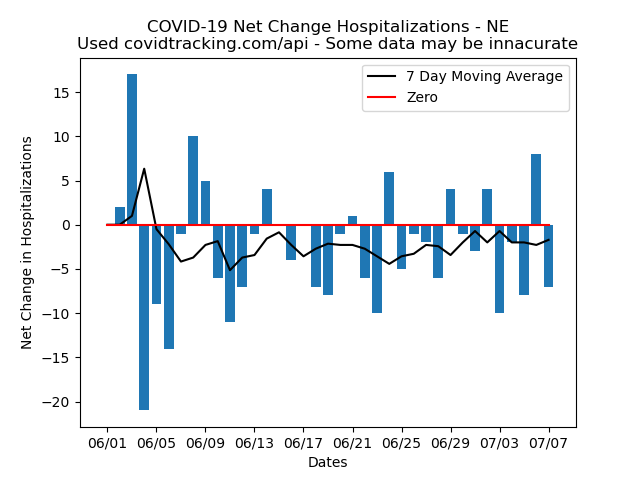 COVID-19 Net Change Hospitalizations - NE
Used covidtracking.com/api - Some data may be innacurate
7 Day Moving Average
Zero
Net Change in Hospitalizations
15
10
5
0
−5
−10
−15
−20
06/01 06/05 06/09 06/13 06/17 06/21 06/25 06/29 07/03 07/07
Dates